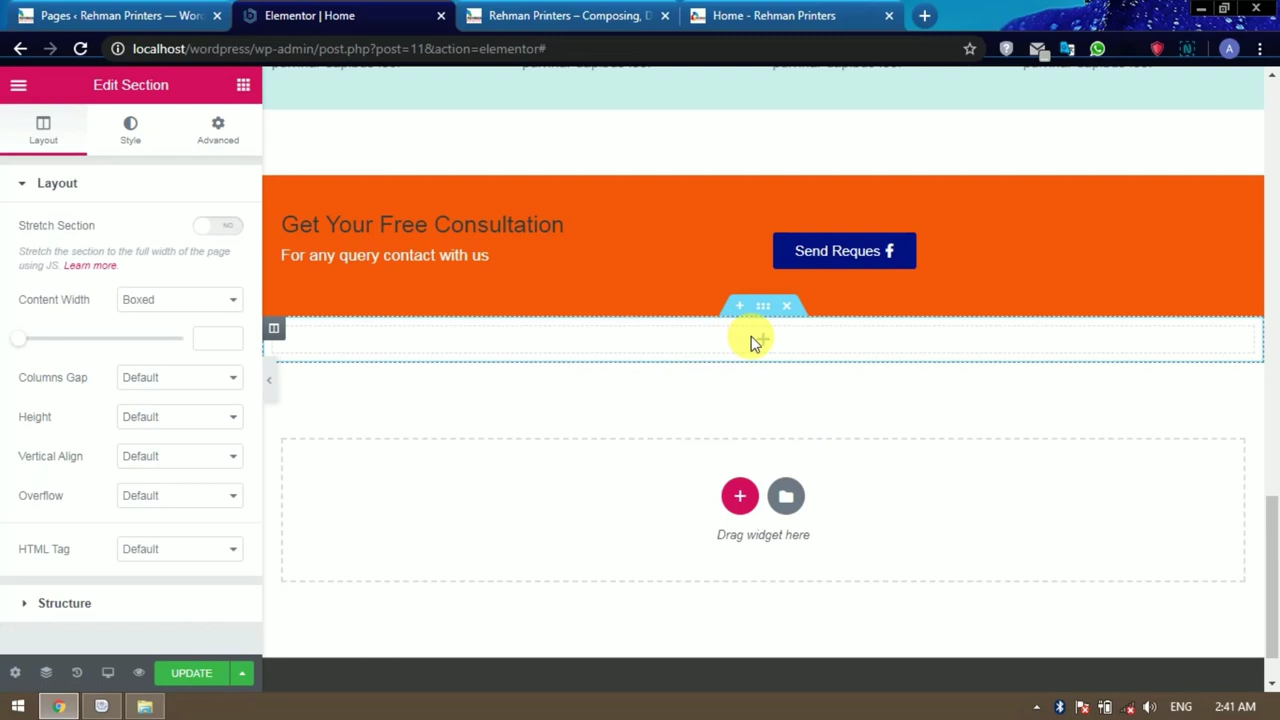 Pages ‹ Rehman Printers — Worc
Elementor | Home
Rehman Printers – Composing, D
Home - Rehman Printers
localhost/wordpress/wp-admin/post.php?post=11&action=elementor#
A
Edit Section
Layout
Style
Advanced
Layout
Stretch Section
NO
Stretch the section to the full width of the page
using JS. Learn more.
Content Width
Boxed
Columns Gap
Default
Height
Default
Vertical Align
Default
Overflow
Default
HTML Tag
Default
Structure
UPDATE
Get Your Free Consultation
For any query contact with us
Send Reques
Drag widget here
ENG
2:41 AM